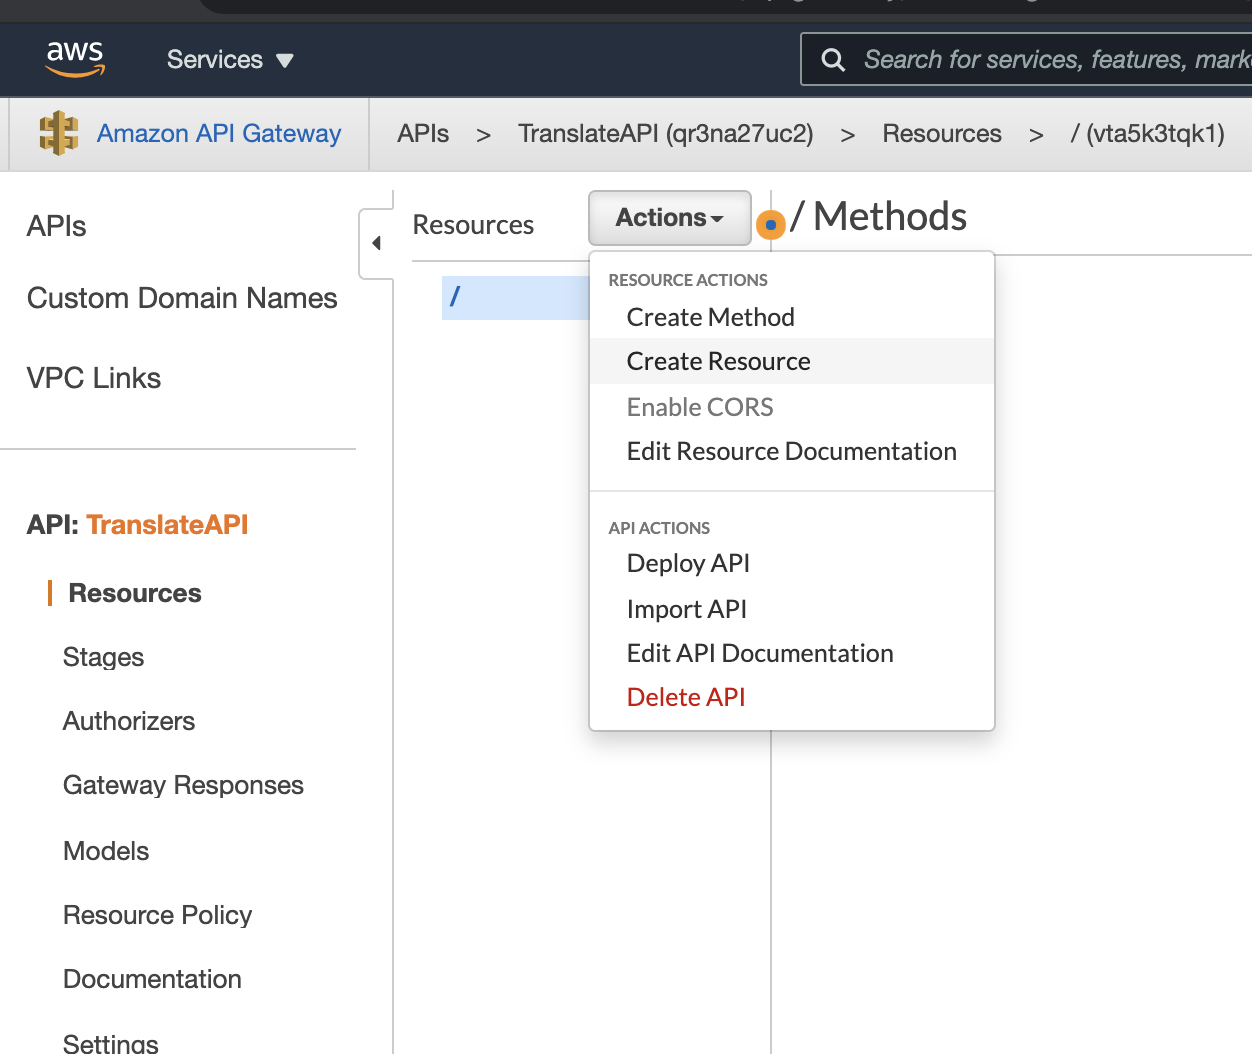 aws
Services ▼
Search for services, features, mark
Amazon API Gateway
APIs > TranslateAPI (qr3na27uc2) > Resources > / (vta5k3tqk1)
APIs
Custom Domain Names
VPC Links
API: TranslateAPI
Resources
Stages
Authorizers
Gateway Responses
Models
Resource Policy
Documentation
Settings
Resources
Actions
/
RESOURCE ACTIONS
Create Method
Create Resource
Enable CORS
Edit Resource Documentation
API ACTIONS
Deploy API
Import API
Edit API Documentation
Delete API
/ Methods